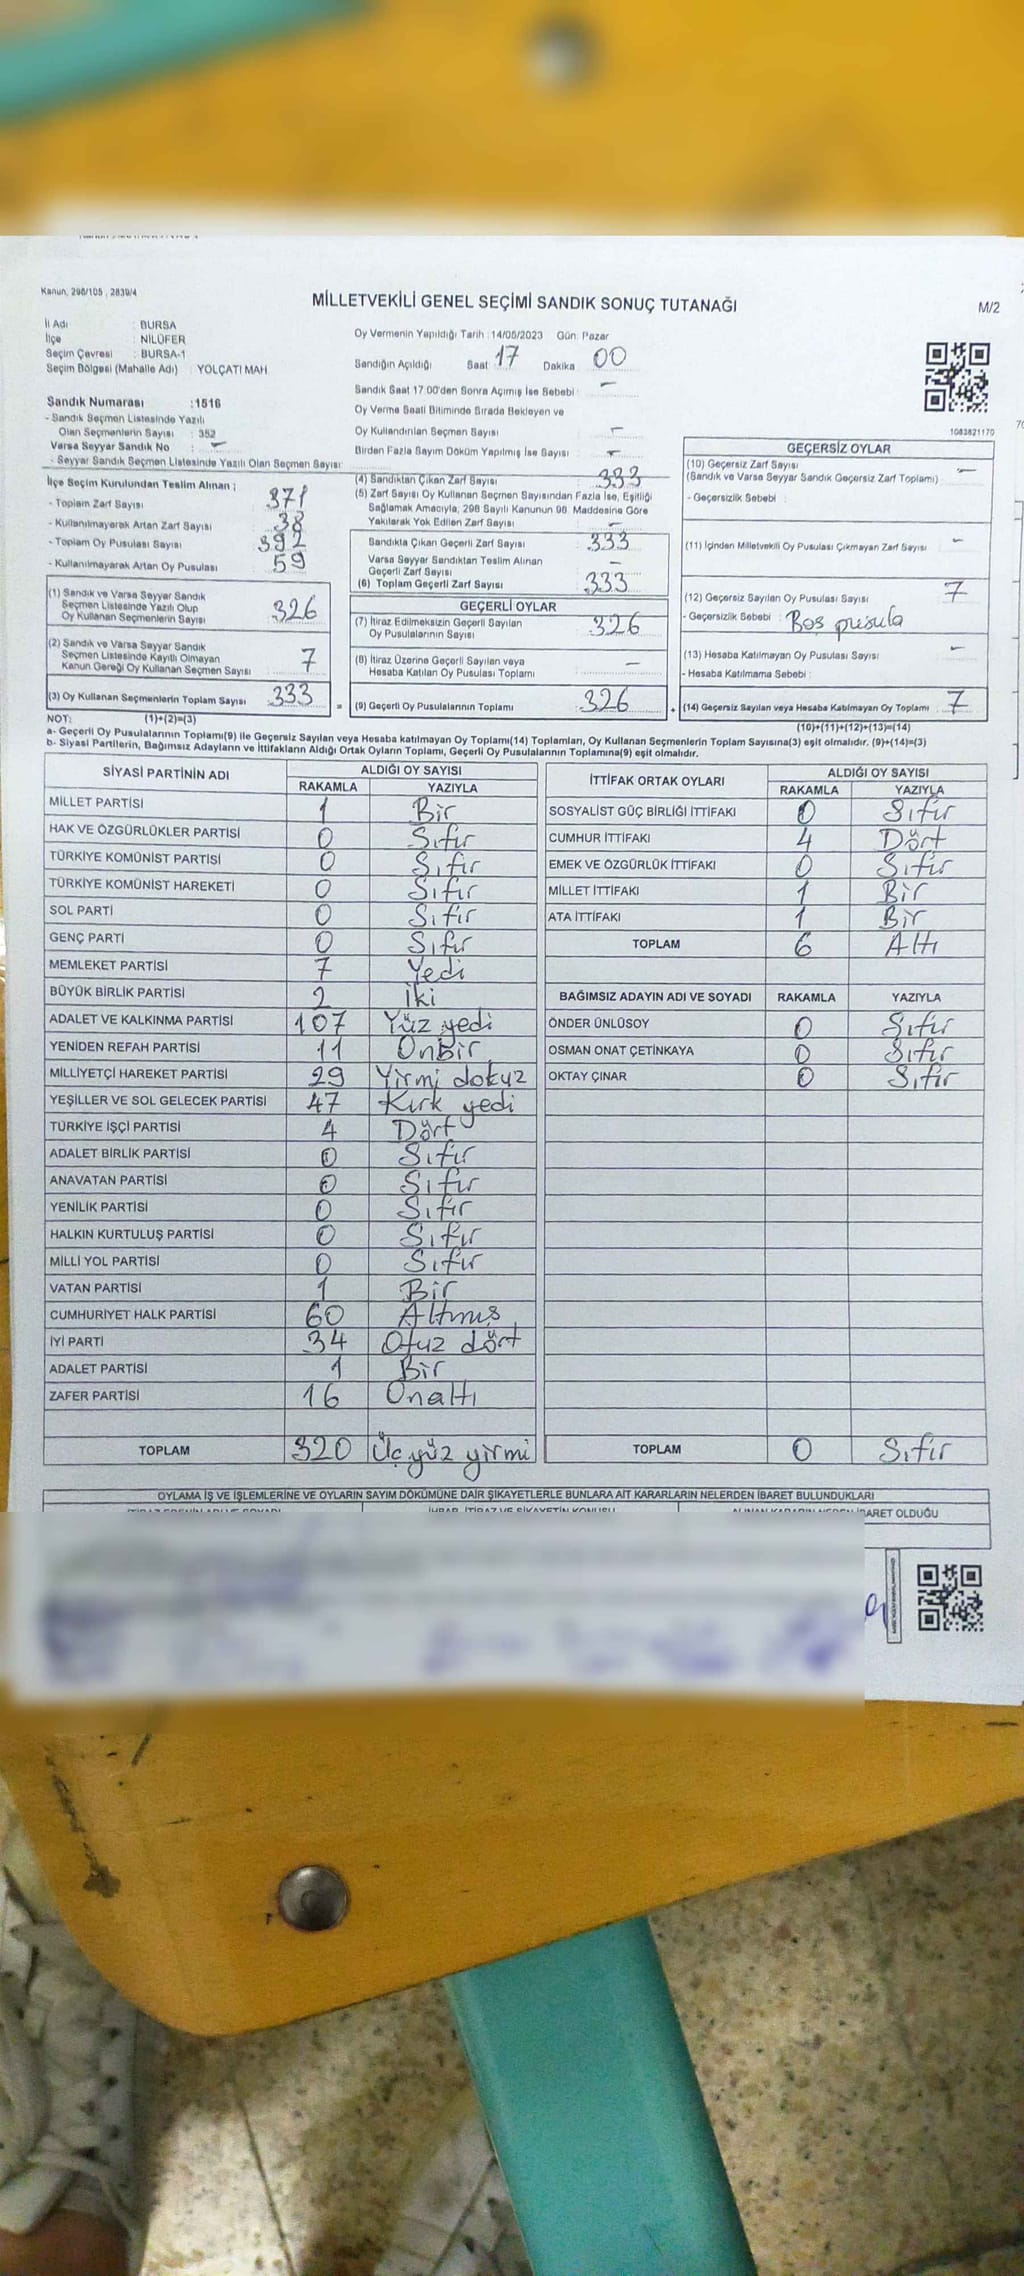 Kanun, 298/105 , 2839/4
MİLLETVEKİLİ GENEL SEÇİMİ SANDIK SONUÇ TUTANAĞI
M/2
İl Adı : BURSA
İlçe : NİLÜFER
Seçim Çevresi : BURSA-1
Seçim Bölgesi (Mahalle Adı) : YOLÇATI MAH
Oy Vermenin Yapıldığı Tarih :14/05/2023 Gün: Pazar
Sandığın Açıldığı Saat 17 Dakika 00
Sandık Saat 17:00'den Sonra Açımış İse Sebebi : -
Oy Verme Saati Bitiminde Sırada Bekleyen ve
Oy Kullandırılan Seçmen Sayısı : -
Birden Fazla Sayım Döküm Yapılmış İse Sayısı : -
Sandık Numarası :1516
- Sandık Seçmen Listesinde Yazılı
Olan Seçmenlerin Sayısı : 352
Varsa Seyyar Sandık No : -
- Seyyar Sandık Seçmen Listesinde Yazılı Olan Seçmen Sayısı:
1083821170
İlçe Seçim Kurulundan Teslim Alınan ;
- Toplam Zarf Sayısı : 371
- Kullanılmayarak Artan Zarf Sayısı : 38
- Toplam Oy Pusulası Sayısı : 392
- Kullanılmayarak Artan Oy Pusulası : 59
(1) Sandık ve Varsa Seyyar Sandık
Seçmen Listesinde Yazılı Olup
Oy Kullanan Seçmenlerin Sayısı : 326
(2) Sandık ve Varsa Seyyar Sandık
Seçmen Listesinde Kayıtlı Olmayan
Kanun Gereği Oy Kullanan Seçmen Sayısı : 7
(3) Oy Kullanan Seçmenlerin Toplam Sayısı : 333
(4) Sandıktan Çıkan Zarf Sayısı : 333
(5) Zarf Sayısı Oy Kullanan Seçmen Sayısından Fazla İse, Eşitliği
Sağlamak Amacıyla, 298 Sayılı Kanunun 98. Maddesine Göre
Yakılarak Yok Edilen Zarf Sayısı : -
Sandıkta Çıkan Geçerli Zarf Sayısı : 333
Varsa Seyyar Sandıktan Teslim Alınan
Geçerli Zarf Sayısı : -
(6) Toplam Geçerli Zarf Sayısı : 333
GEÇERLİ OYLAR
(7) İtiraz Edilmeksizin Geçerli Sayılan
Oy Pusulalarının Sayısı : 326
(8) İtiraz Üzerine Geçerli Sayılan veya
Hesaba Katılan Oy Pusulası Toplamı : -
= (9) Geçerli Oy Pusulalarının Toplamı : 326
GEÇERSİZ OYLAR
(10) Geçersiz Zarf Sayısı : -
(Sandık ve Varsa Seyyar Sandık Geçersiz Zarf Toplamı)
- Geçersizlik Sebebi :
(11) İçinden Milletvekili Oy Pusulası Çıkmayan Zarf Sayısı : -
(12) Geçersiz Sayılan Oy Pusulası Sayısı : 7
- Geçersizlik Sebebi : Boş pusula
(13) Hesaba Katılmayan Oy Pusulası Sayısı : -
- Hesaba Katılmama Sebebi :
+ (14) Geçersiz Sayılan veya Hesaba Katılmayan Oy Toplamı : 7
NOT: (1)+(2)=(3)
(10)+(11)+(12)+(13)=(14)
a- Geçerli Oy Pusulalarının Toplamı(9) ile Geçersiz Sayılan veya Hesaba katılmayan Oy Toplamı(14) Toplamları, Oy Kullanan Seçmenlerin Toplam Sayısına(3) eşit olmalıdır. (9)+(14)=(3)
b- Siyasi Partilerin, Bağımsız Adayların ve İttifakların Aldığı Ortak Oyların Toplamı, Geçerli Oy Pusulalarının Toplamına(9) eşit olmalıdır.
SİYASİ PARTİNİN ADI ALDIĞI OY SAYISI
RAKAMLA YAZIYLA
MİLLET PARTİSİ 1 Bir
HAK VE ÖZGÜRLÜKLER PARTİSİ 0 Sıfır
TÜRKİYE KOMÜNİST PARTİSİ 0 Sıfır
TÜRKİYE KOMÜNİST HAREKETİ 0 Sıfır
SOL PARTİ 0 Sıfır
GENÇ PARTİ 0 Sıfır
MEMLEKET PARTİSİ 7 Yedi
BÜYÜK BİRLİK PARTİSİ 2 İki
ADALET VE KALKINMA PARTİSİ 107 Yüz yedi
YENİDEN REFAH PARTİSİ 11 Onbir
MİLLİYETÇİ HAREKET PARTİSİ 29 Yirmi dokuz
YEŞİLLER VE SOL GELECEK PARTİSİ 47 Kırk yedi
TÜRKİYE İŞÇİ PARTİSİ 4 Dört
ADALET BİRLİK PARTİSİ 0 Sıfır
ANAVATAN PARTİSİ 0 Sıfır
YENİLİK PARTİSİ 0 Sıfır
HALKIN KURTULUŞ PARTİSİ 0 Sıfır
MİLLİ YOL PARTİSİ 0 Sıfır
VATAN PARTİSİ 1 Bir
CUMHURİYET HALK PARTİSİ 60 Altmış
İYİ PARTİ 34 Otuz dört
ADALET PARTİSİ 1 Bir
ZAFER PARTİSİ 16 Onaltı
TOPLAM 320 Üçyüz yirmi
İTTİFAK ORTAK OYLARI ALDIĞI OY SAYISI
RAKAMLA YAZIYLA
SOSYALİST GÜÇ BİRLİĞİ İTTİFAKI 0 Sıfır
CUMHUR İTTİFAKI 4 Dört
EMEK VE ÖZGÜRLÜK İTTİFAKI 0 Sıfır
MİLLET İTTİFAKI 1 Bir
ATA İTTİFAKI 1 Bir
TOPLAM 6 Altı
BAĞIMSIZ ADAYIN ADI VE SOYADI RAKAMLA YAZIYLA
ÖNDER ÜNLÜSOY 0 Sıfır
OSMAN ONAT ÇETİNKAYA 0 Sıfır
OKTAY ÇINAR 0 Sıfır
TOPLAM 0 Sıfır
OYLAMA İŞ VE İŞLEMLERİNE VE OYLARIN SAYIM DÖKÜMÜNE DAİR ŞİKAYETLERLE BUNLARA AİT KARARLARIN NELERDEN İBARET BULUNDUKLARI
İHBAR, İTİRAZ VE ŞİKAYETİN KONUSU
İBARET OLDUĞU